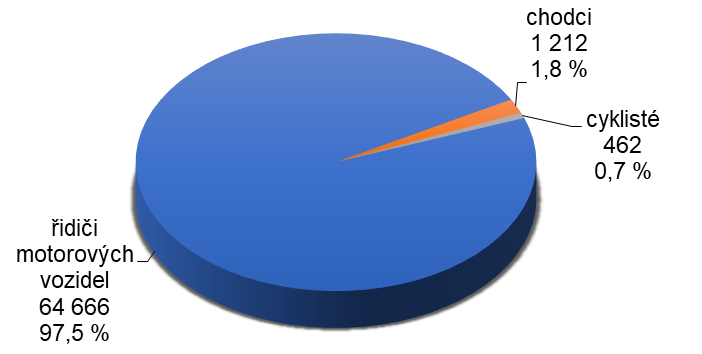 chodci
1 212
1,8 %
cyklisté
462
0,7 %
řidiči
motorových
vozidel
64 666
97,5 %